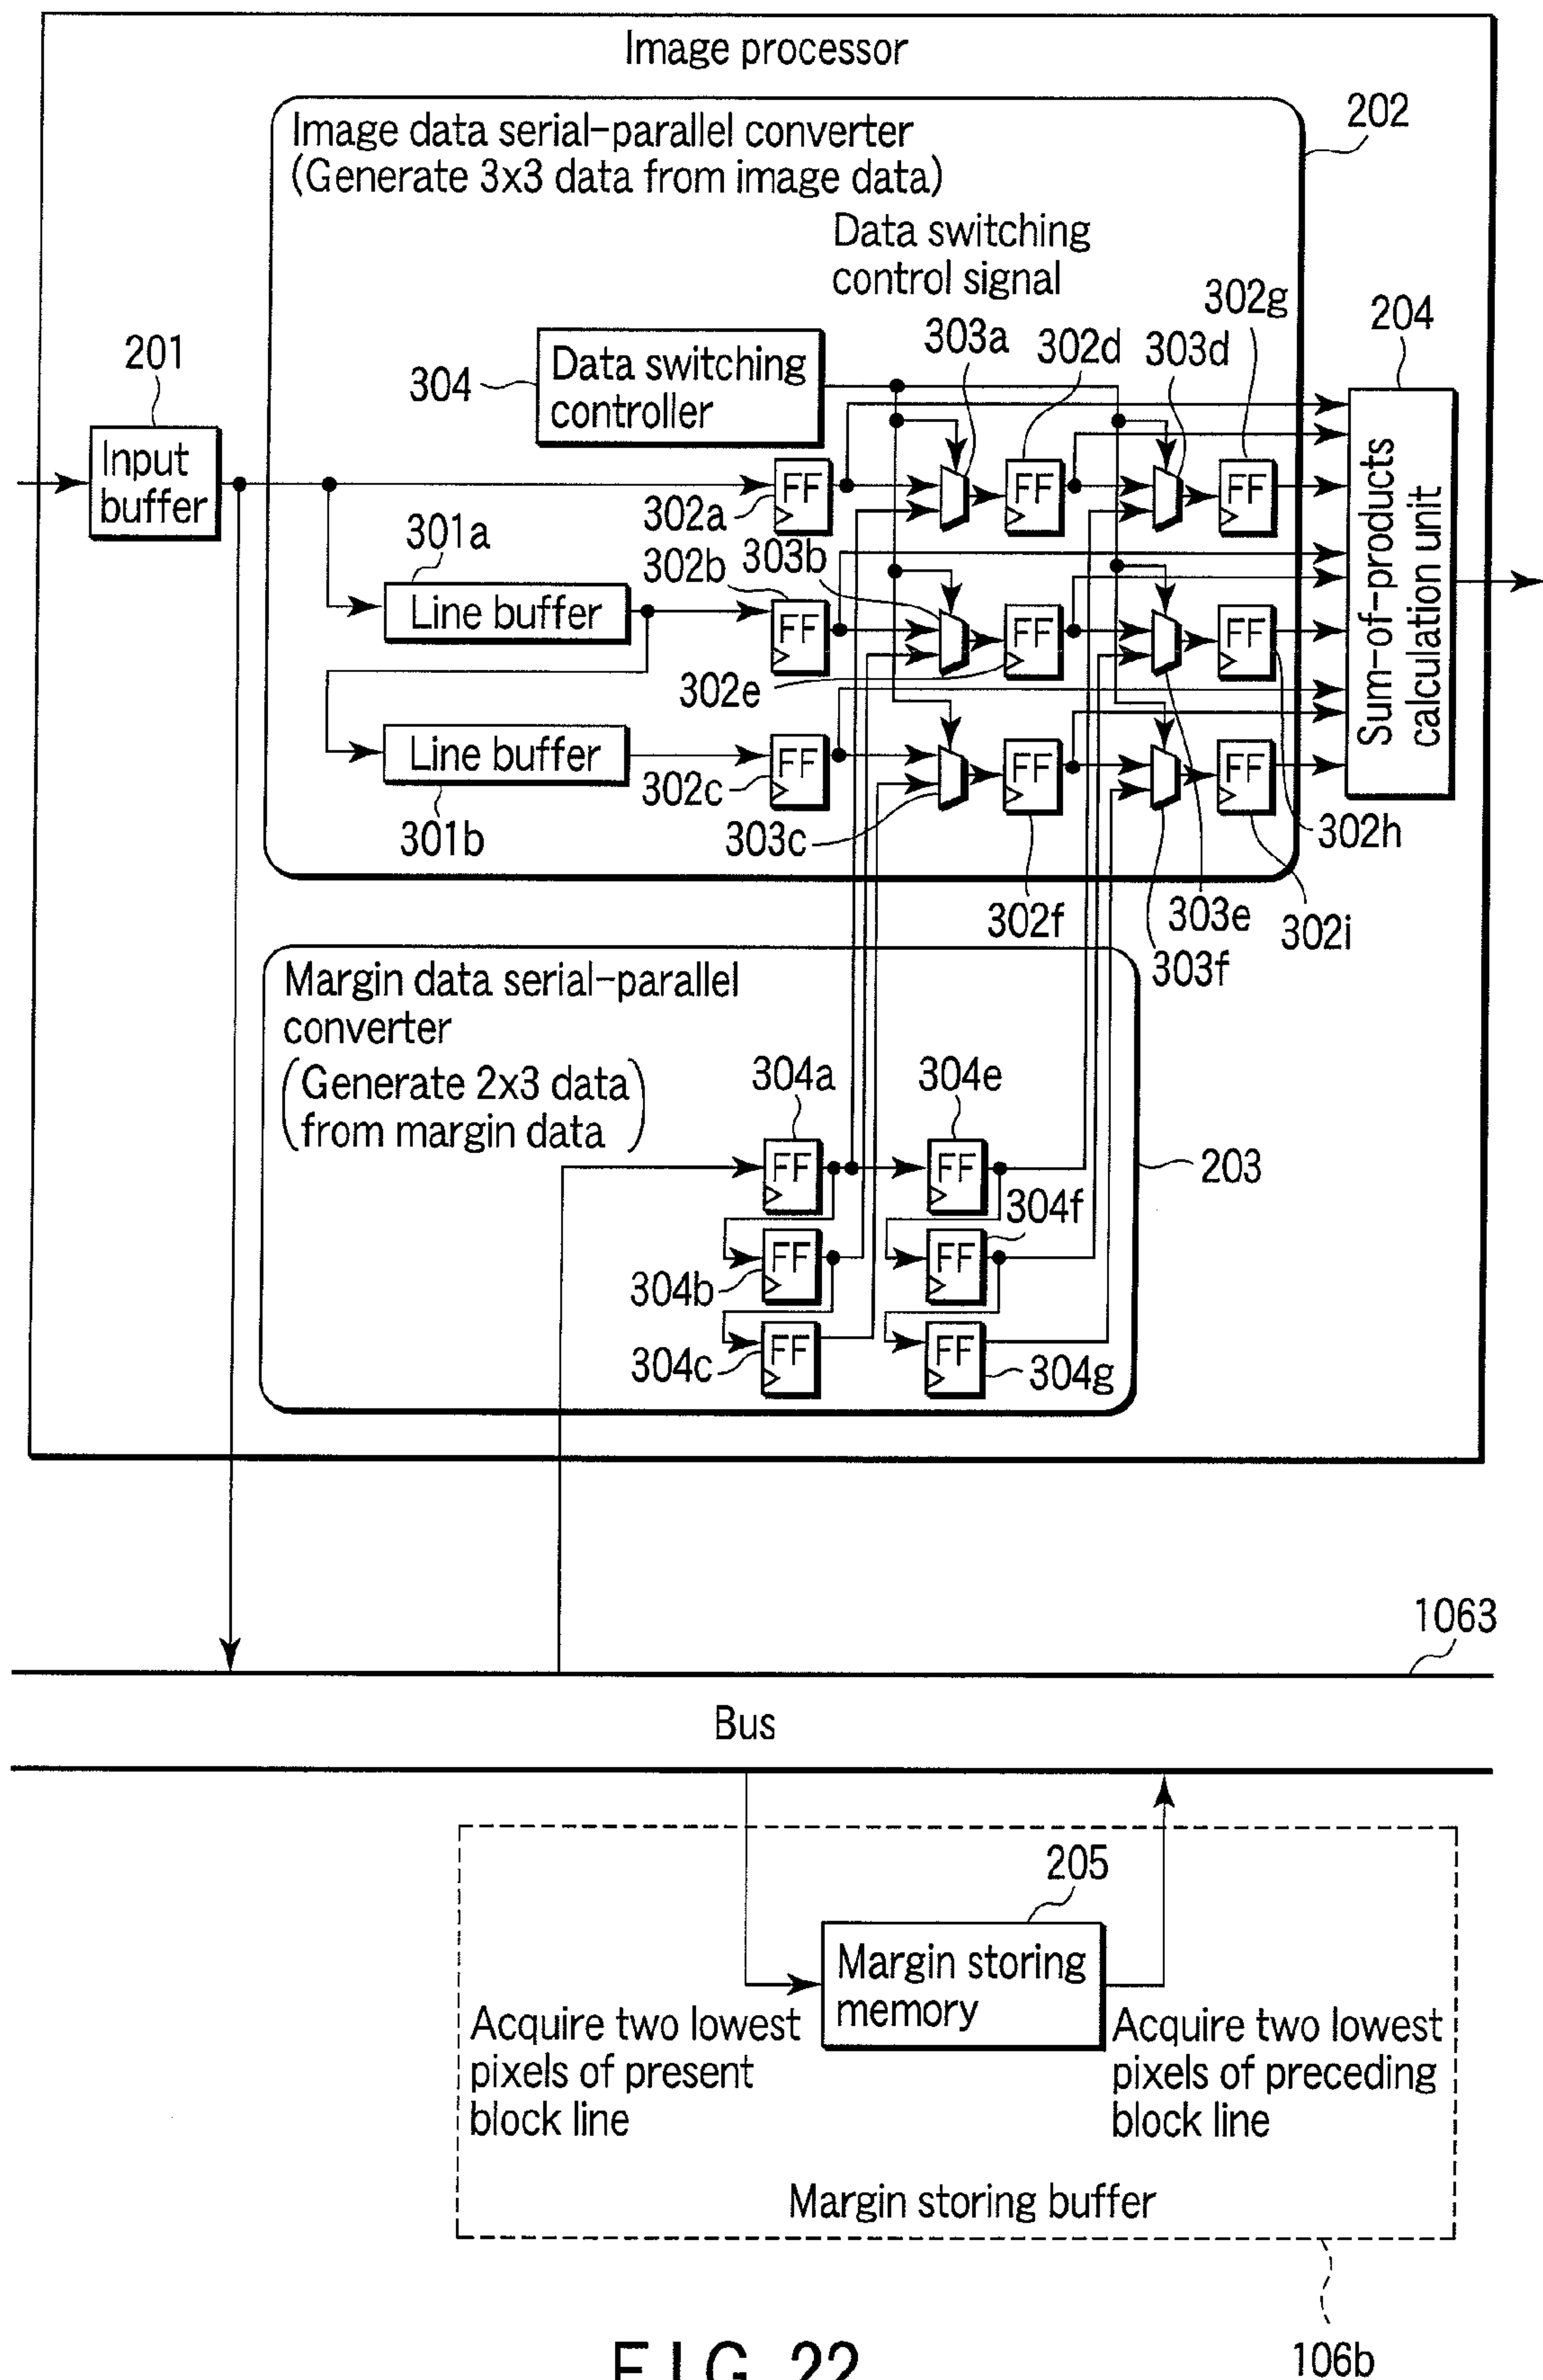 Image processor
Image data serial-parallel converter
(Generate 3x3 data from image data)
202
Data switching
control signal
302g
204
201
303a
302d
303d
304
Data switching
controller
Input
buffer
FF
FF
FF
302a
301a
302b
303b
Line buffer
FF
FF
FF
302e
Sum-of-products
calculation unit
Line buffer
FF
FF
FF
302c
301b
303c
302h
302f
303e
302i
303f
Margin data serial-parallel
converter
(Generate 2x3 data
from margin data)
304a
304e
FF
FF
203
304f
FF
FF
304b
FF
FF
304c
304g
1063
Bus
205
Margin storing
memory
Acquire two lowest
pixels of present
block line
Acquire two lowest
pixels of preceding
block line
Margin storing buffer
106b
FIG. 22